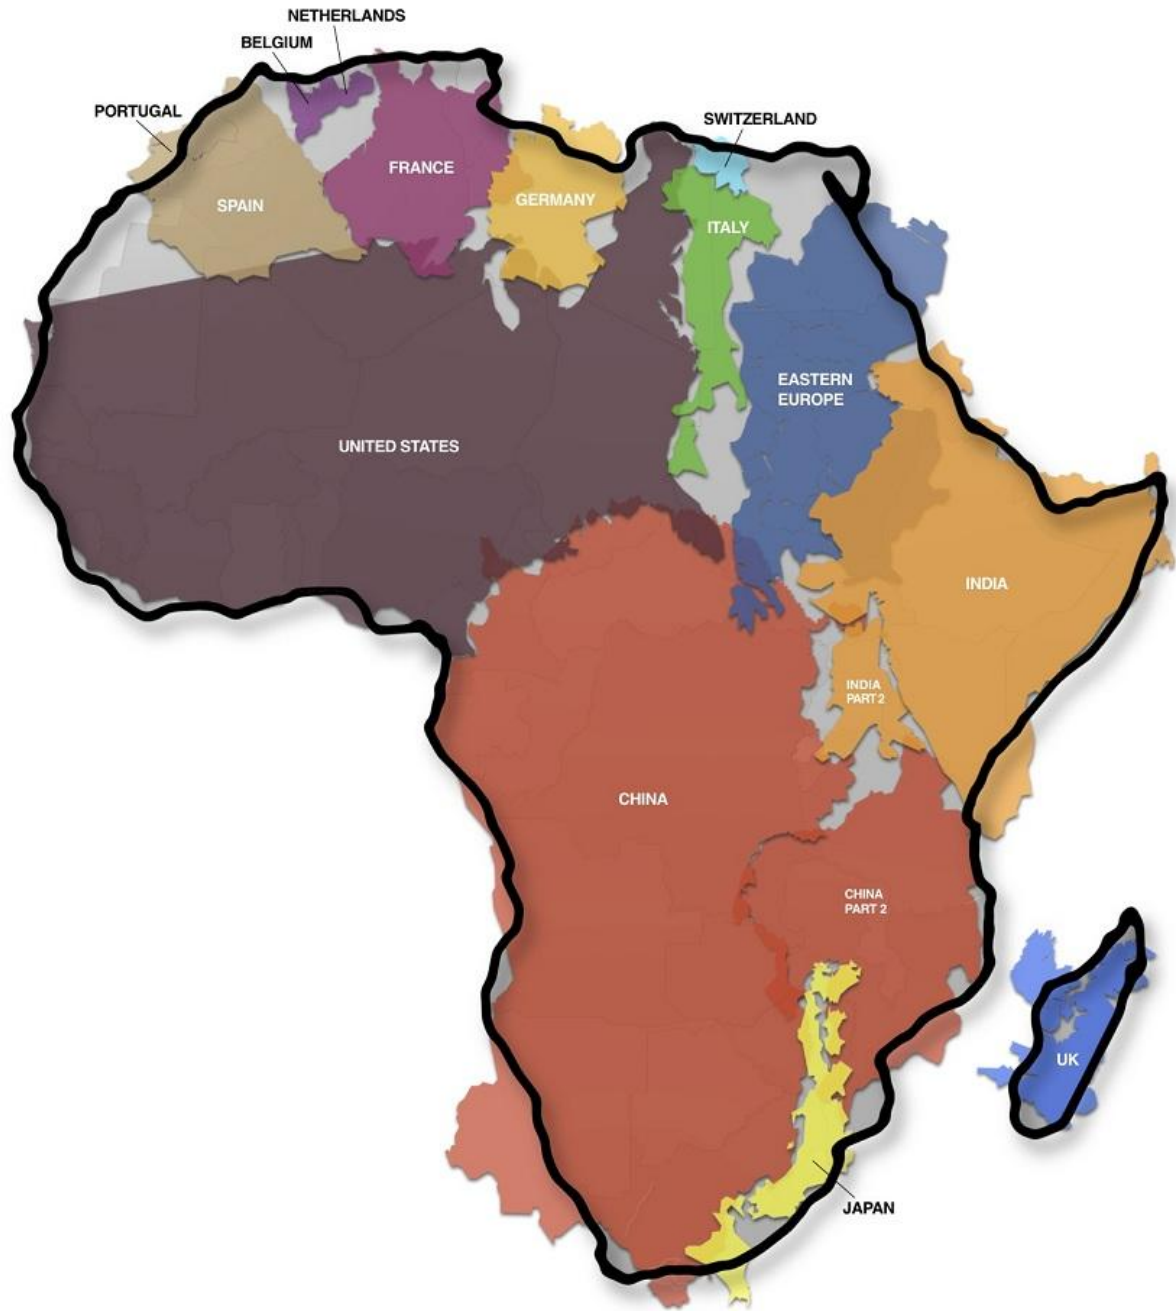 NETHERLANDS
BELGIUM
PORTUGAL
SWITZERLAND
FRANCE
SPAIN
GERMANY
ITALY
EASTERN
EUROPE
UNITED STATES
INDIA
INDIA
PART 2
CHINA
CHINA
PART 2
UK
JAPAN